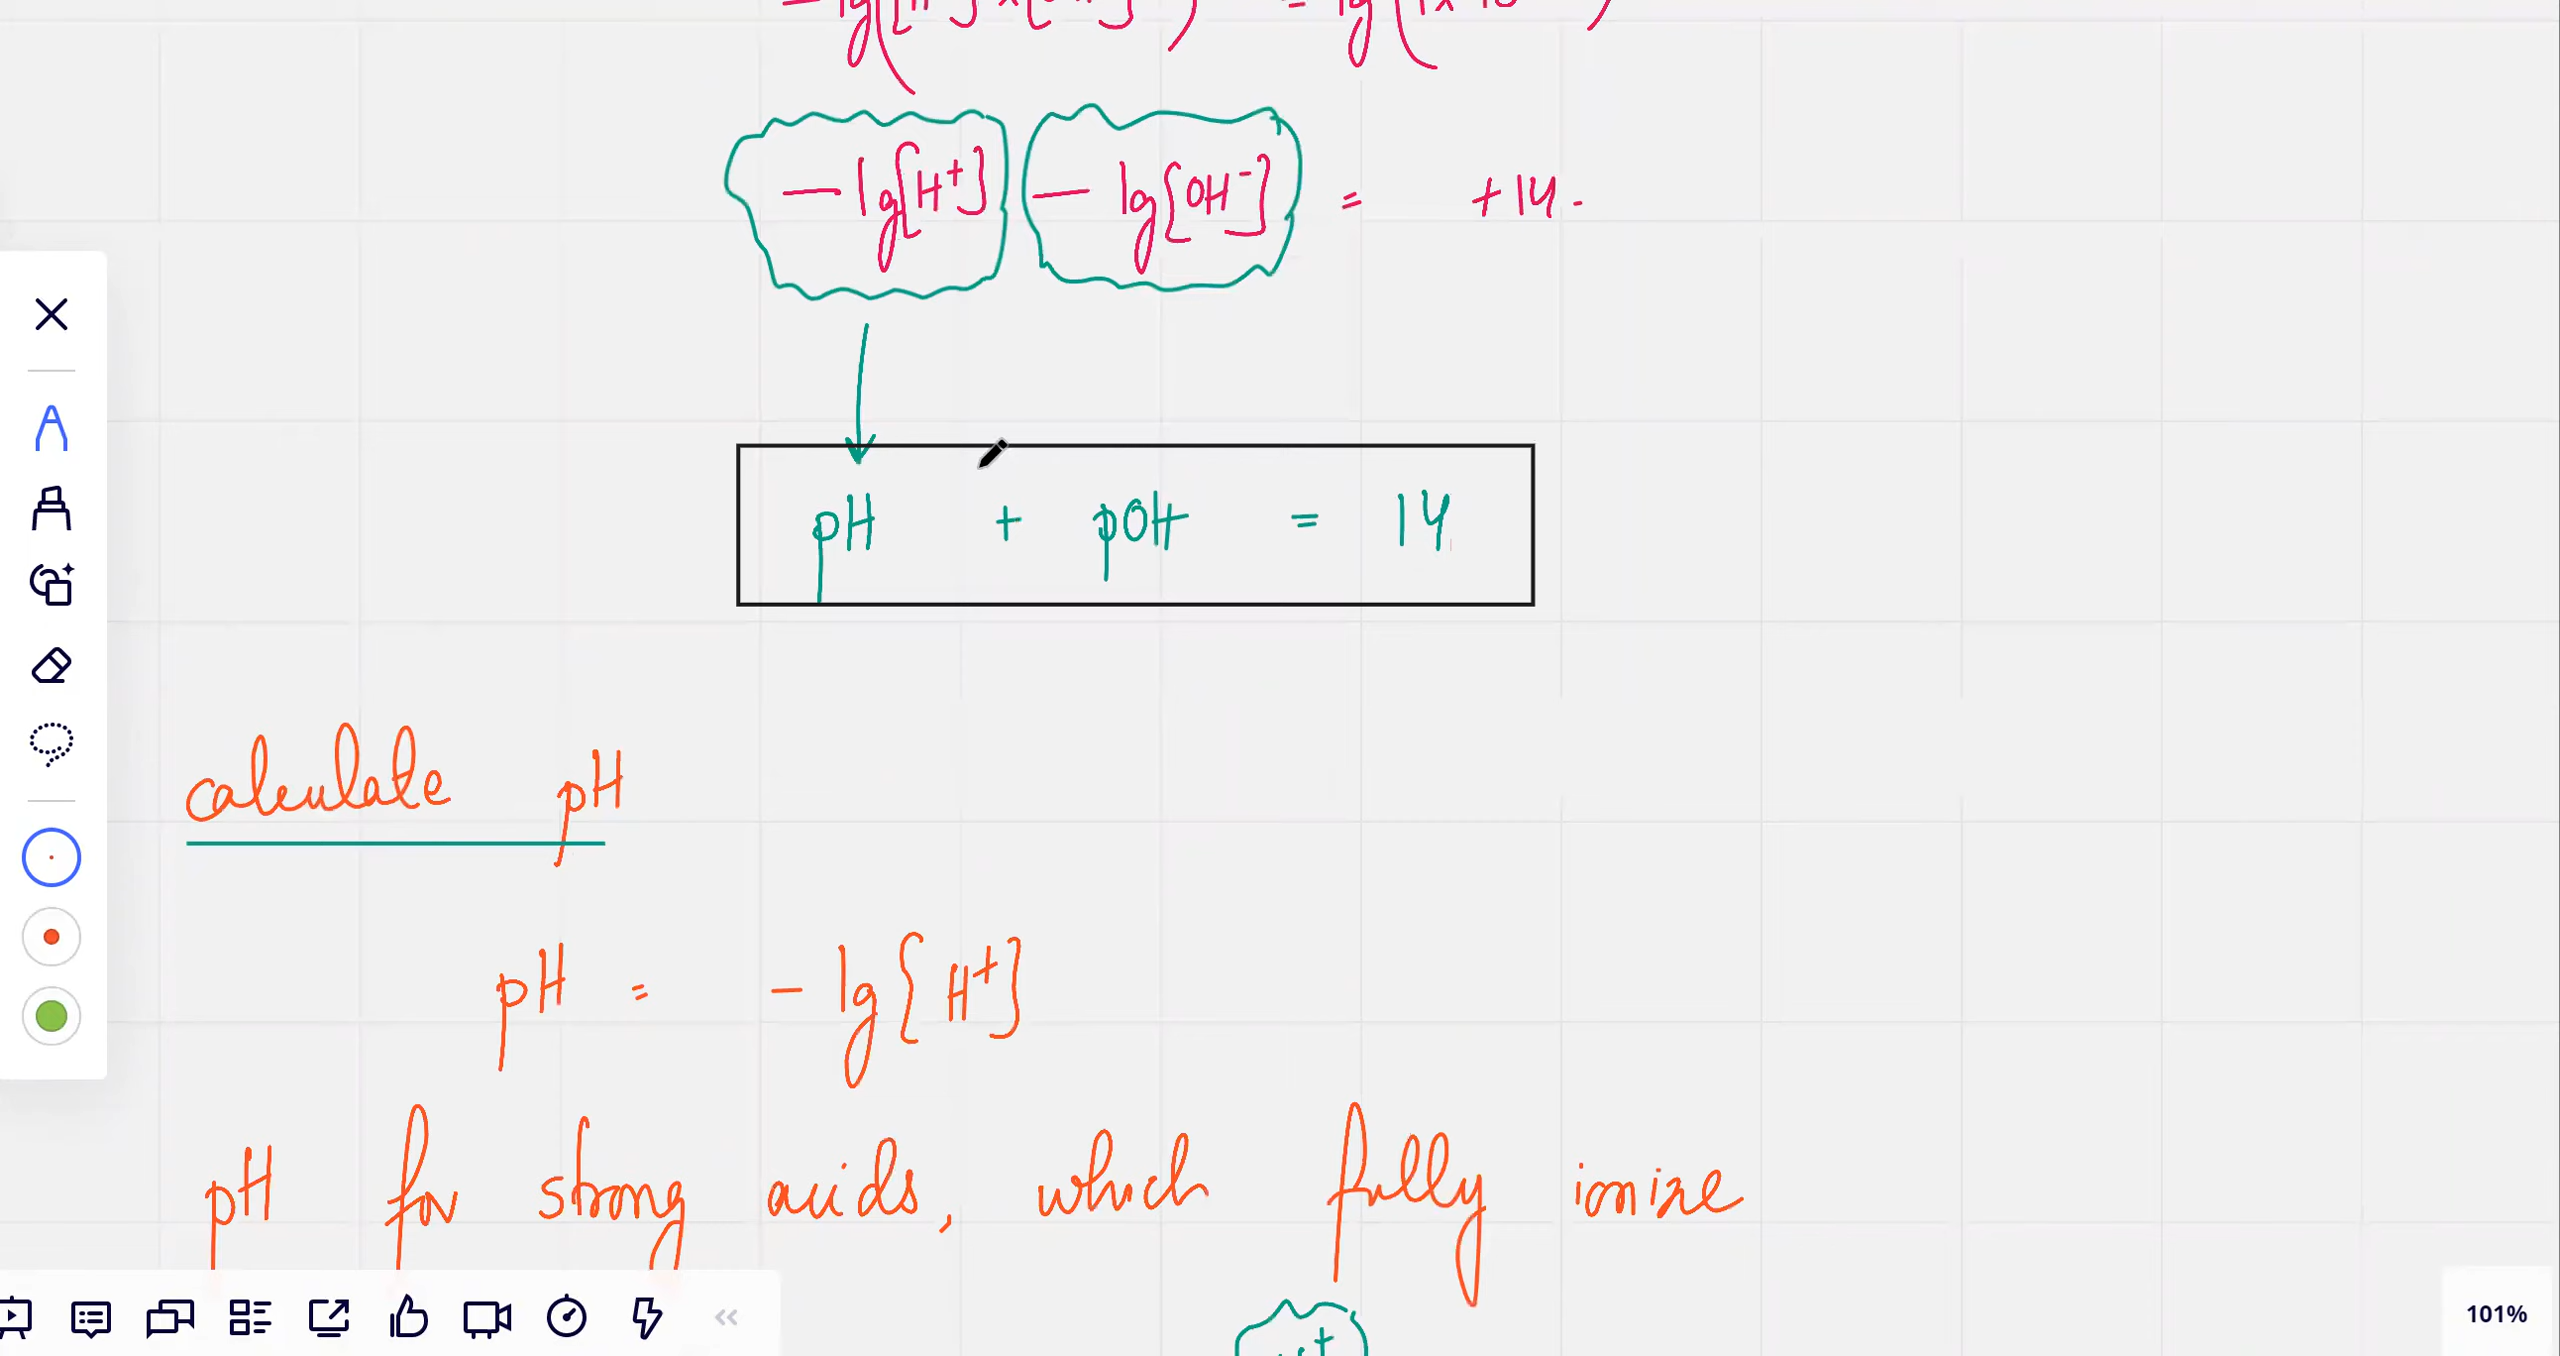 - lg[H⁺] - lg[OH⁻] = +14.
pH + pOH = 14
calculate pH
pH = - lg[H⁺]
pH for strong acids, which fully ionize
101%